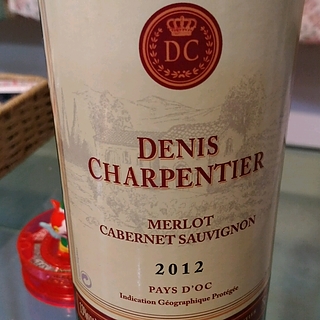 DC
DENIS
CHARPENTIER
MERLOT
CABERNET SAUVIGNON
2012
PAYS D'OC
Indication Géographique Protégée